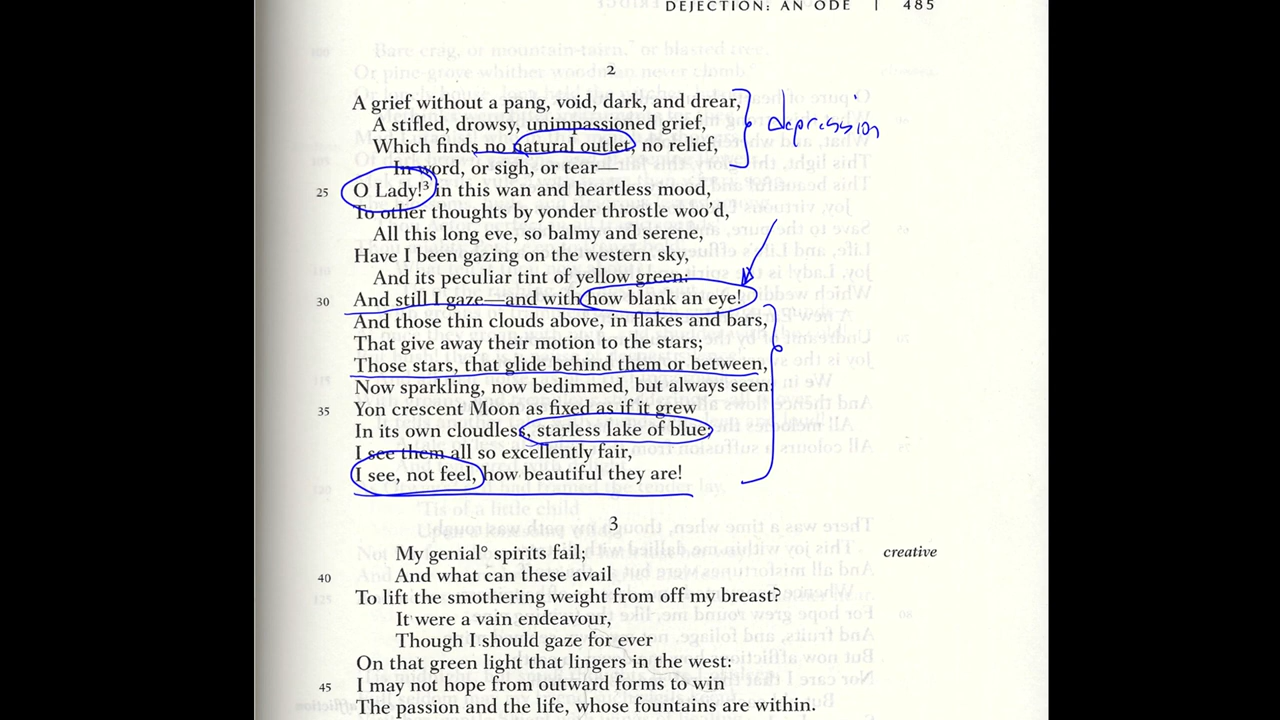 DEJECTION: AN ODE | 485
2
A grief without a pang, void, dark, and drear,
depression
A stifled, drowsy, unimpassioned grief,
Which finds no natural outlet, no relief,
In word, or sigh, or tear—
25 O Lady!³ in this wan and heartless mood,
To other thoughts by yonder throstle woo'd,
All this long eve, so balmy and serene,
Have I been gazing on the western sky,
And its peculiar tint of yellow green:
30 And still I gaze—and with how blank an eye!
And those thin clouds above, in flakes and bars,
That give away their motion to the stars;
Those stars, that glide behind them or between,
Now sparkling, now bedimmed, but always seen:
35 Yon crescent Moon as fixed as if it grew
In its own cloudless, starless lake of blue;
I see them all so excellently fair,
I see, not feel, how beautiful they are!
3
My genial° spirits fail; creative
40 And what can these avail
To lift the smothering weight from off my breast?
It were a vain endeavour,
Though I should gaze for ever
On that green light that lingers in the west:
45 I may not hope from outward forms to win
The passion and the life, whose fountains are within.